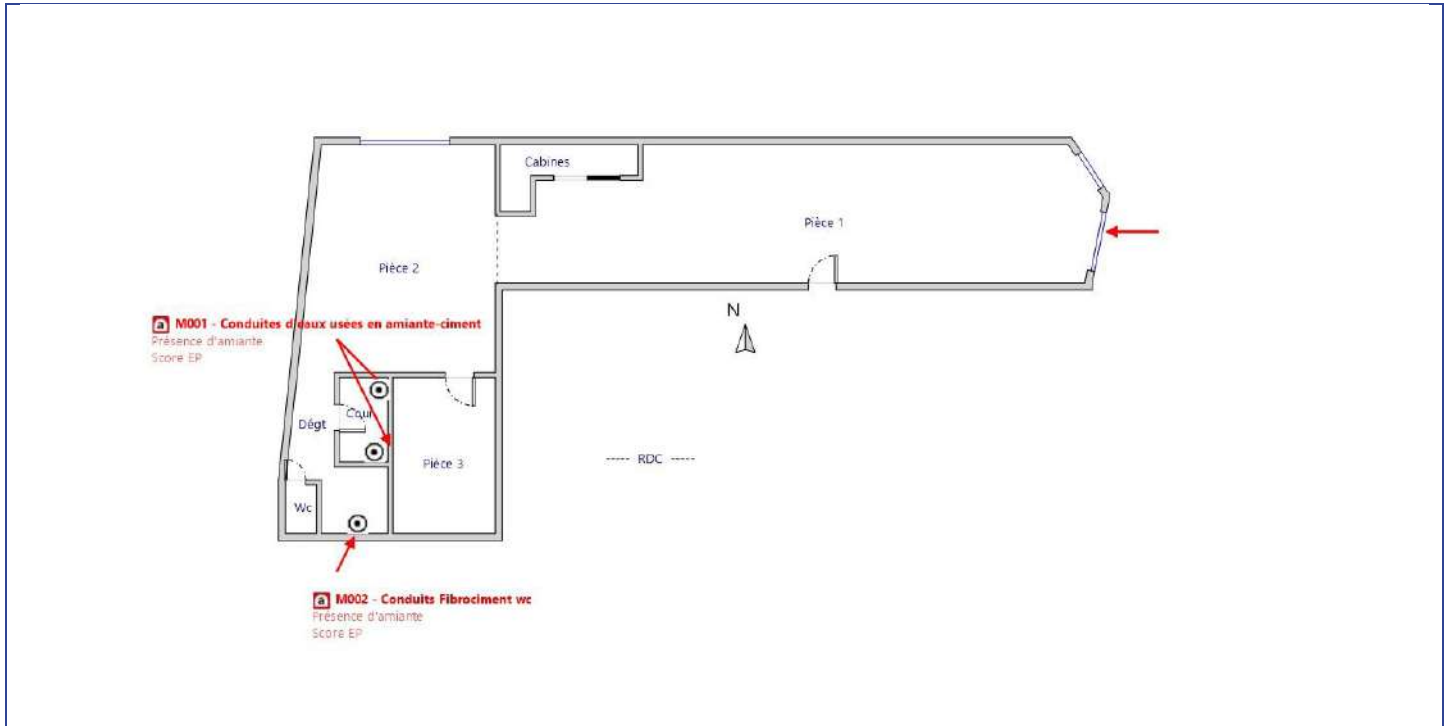 Cabines
Pièce 1
Pièce 2
N
a M001 - Conduites d'eaux usées en amiante-ciment
Présence d'amiante
Score EP
Cour
Dégt
Pièce 3
----- RDC -----
Wc
a M002 - Conduits Fibrociment wc
Présence d'amiante
Score EP